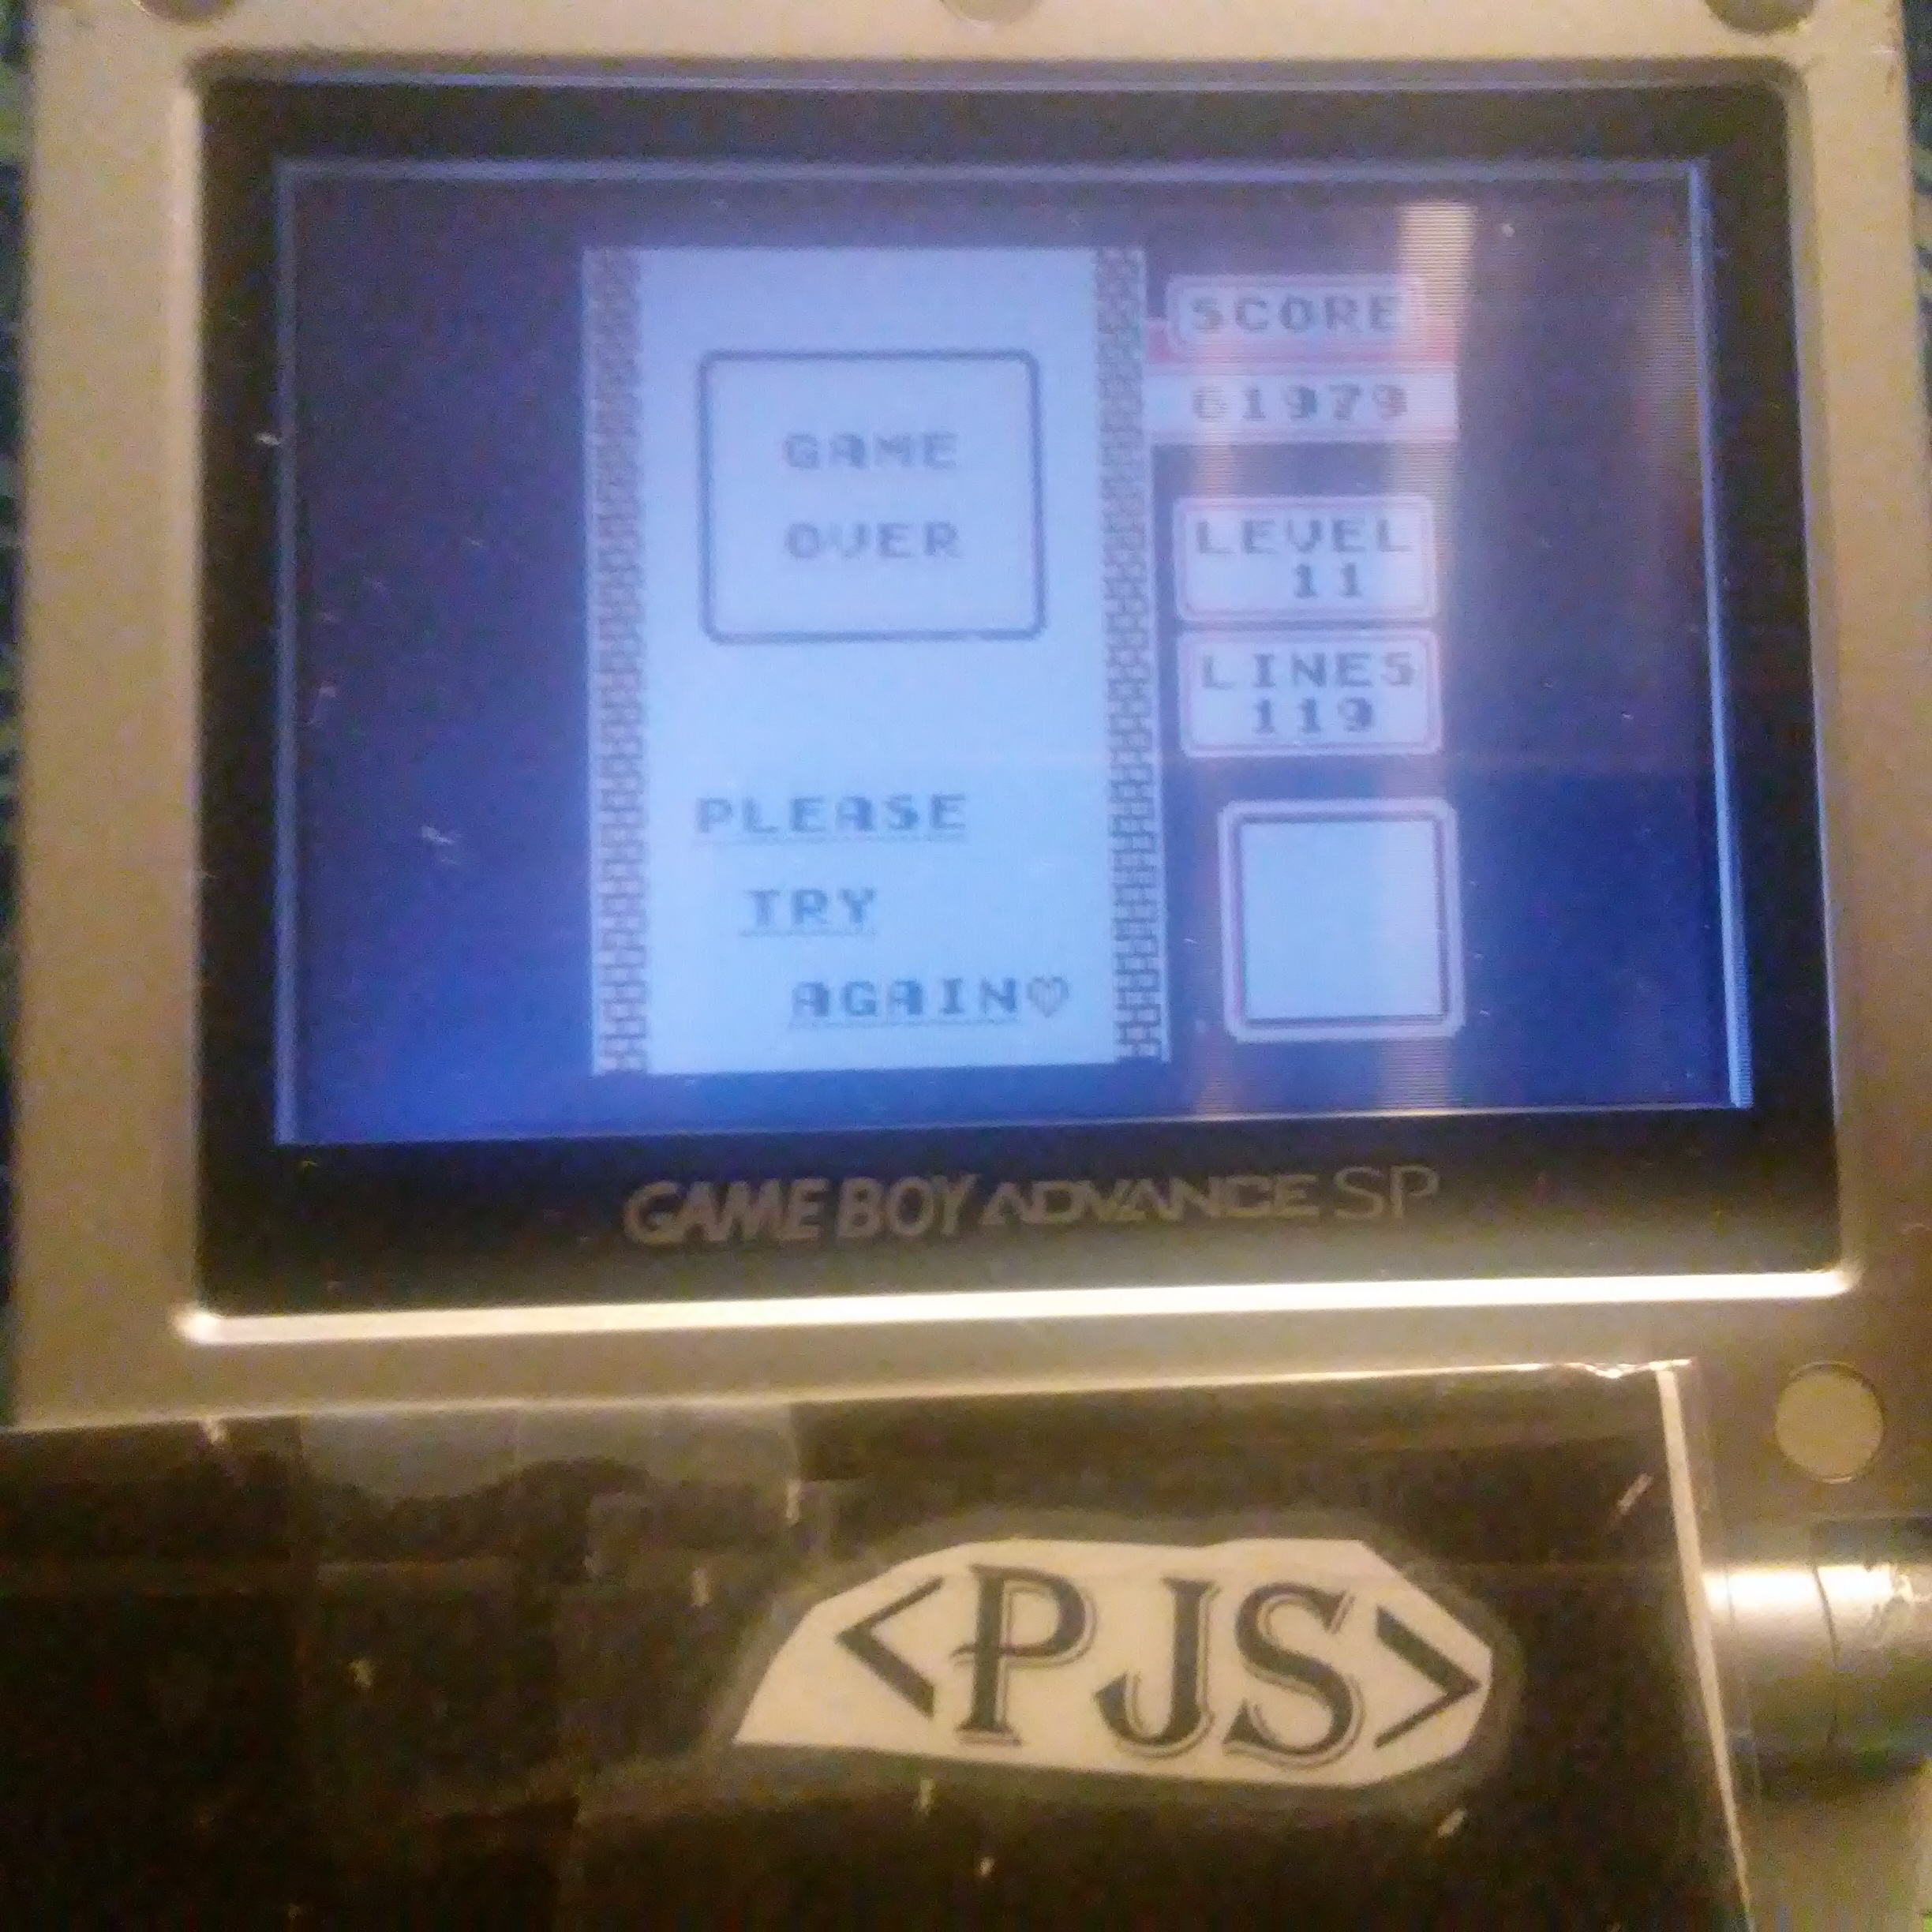 SCORE
61979
GAME
OVER
LEVEL
11
LINES
119
PLEASE
TRY
AGAIN♡
GAME BOY ADVANCE SP
<PJS>